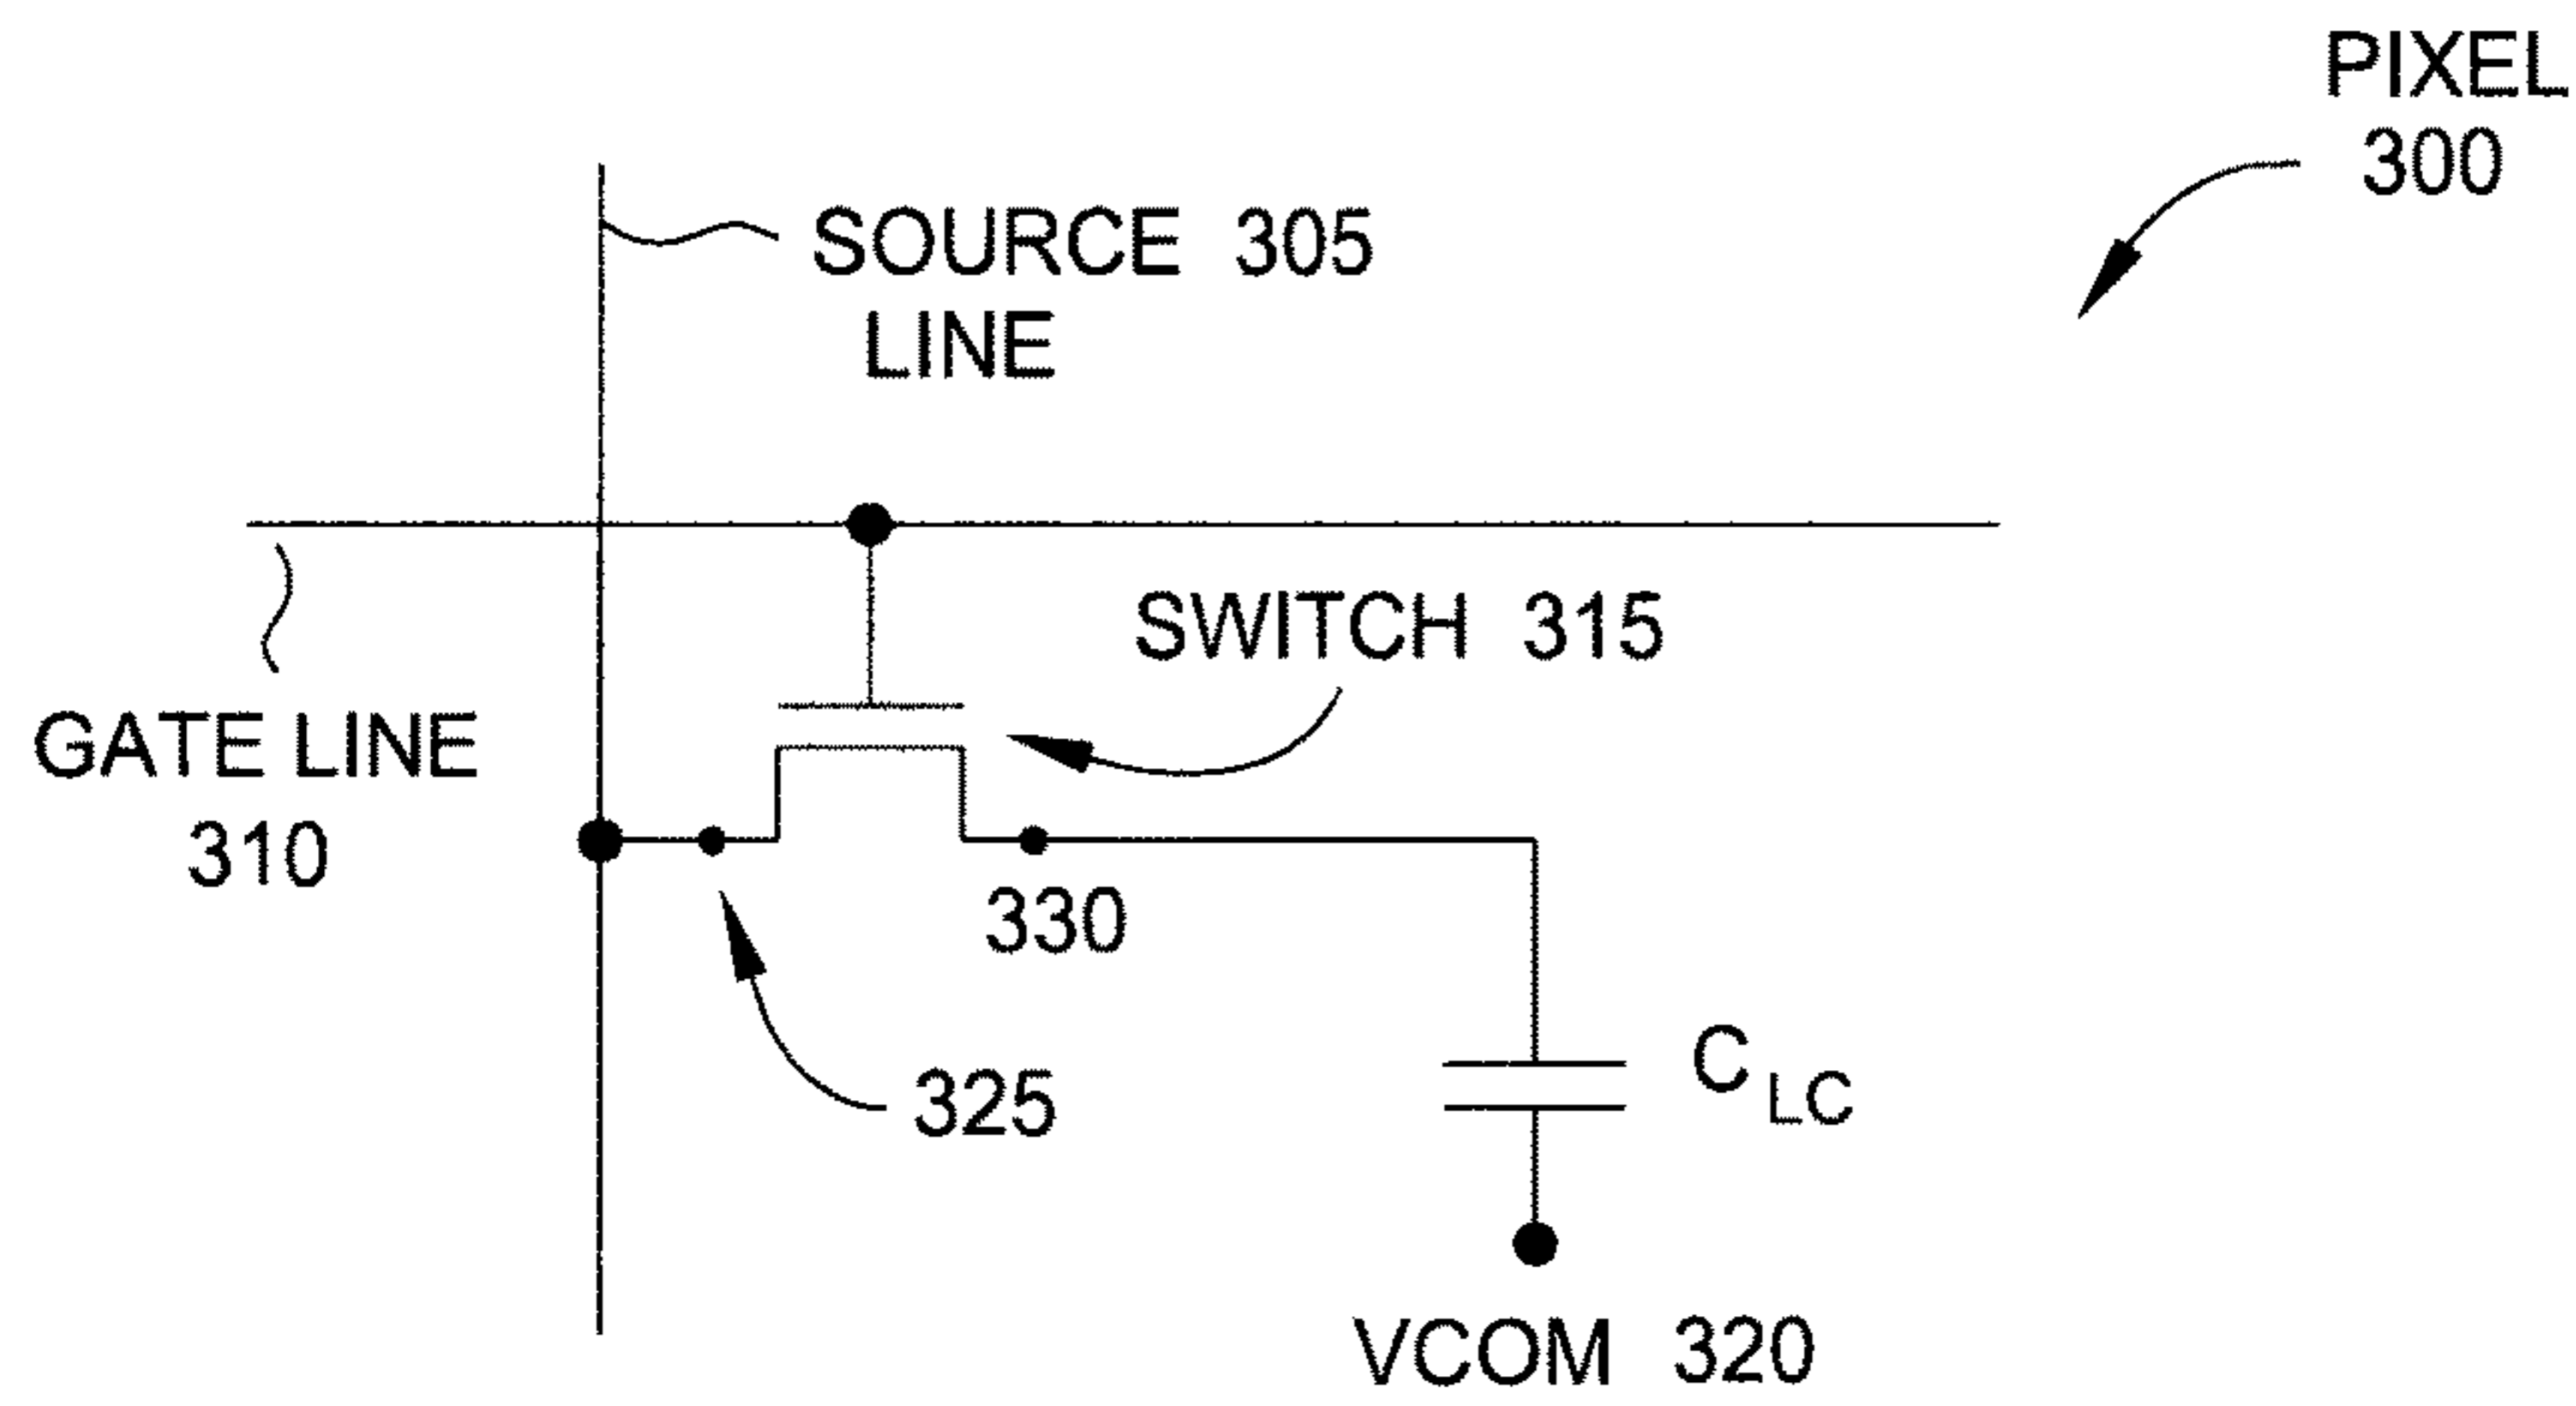 PIXEL
300
SOURCE 305
LINE
SWITCH 315
GATE LINE
310
330
325
C LC
VCOM 320